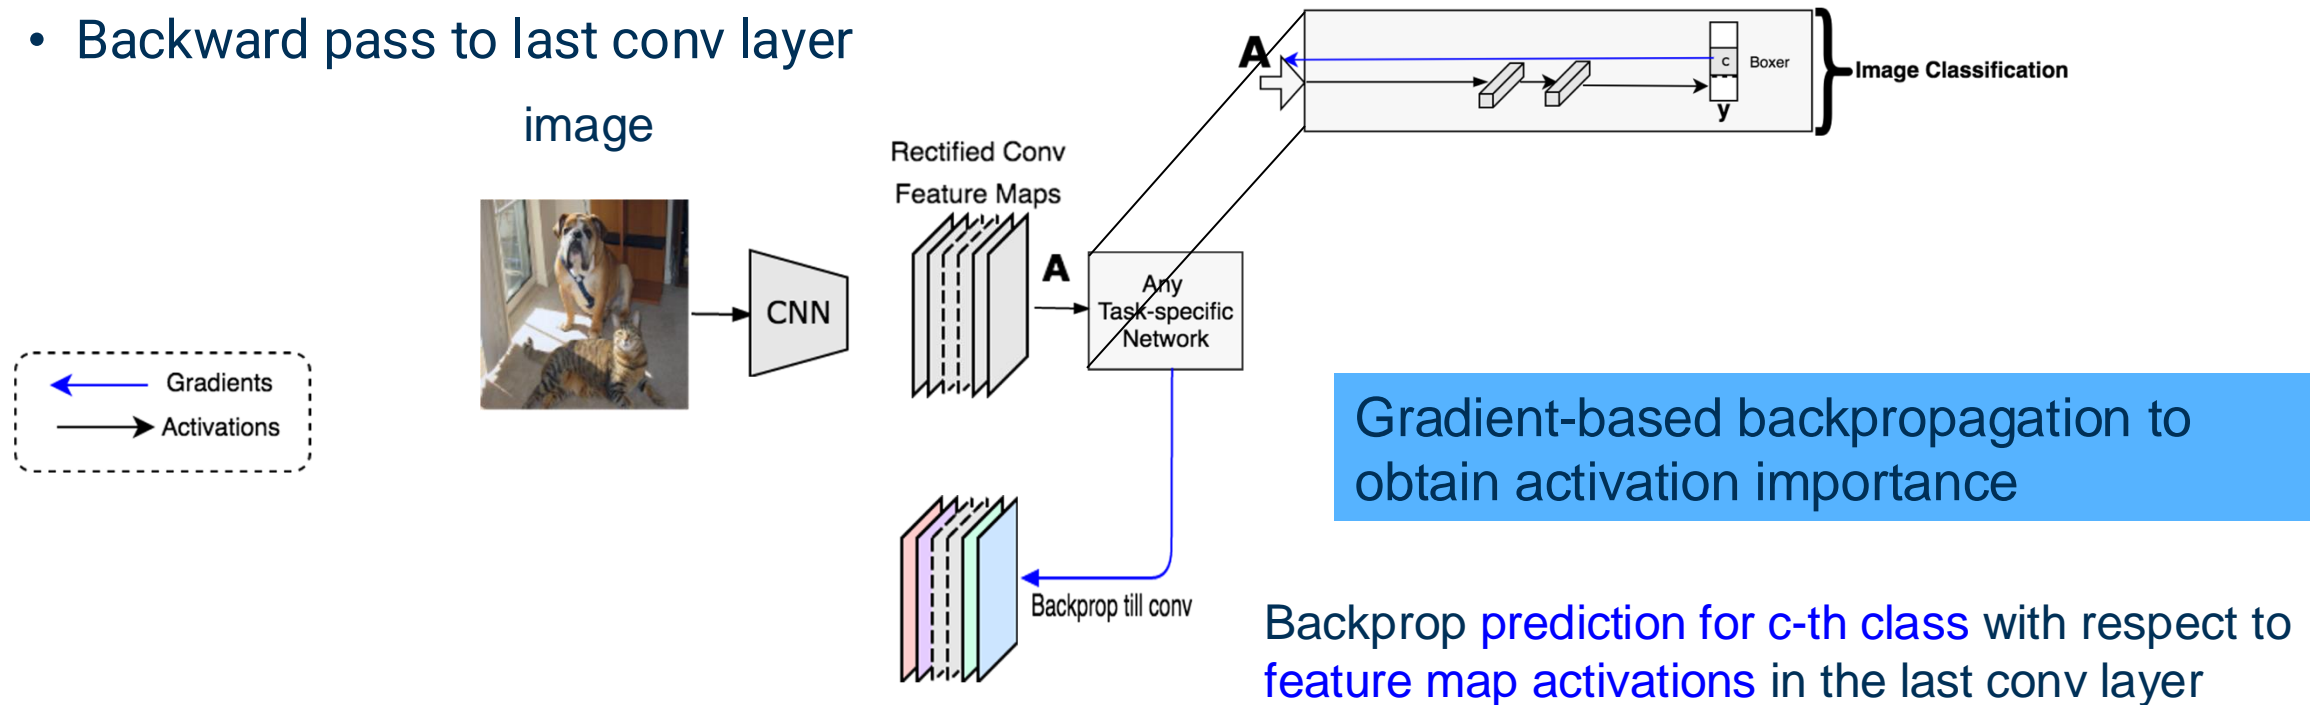 • Backward pass to last conv layer
image
Rectified Conv
Feature Maps
A
CNN
A
Any
Task-specific
Network
c
Boxer
y
Image Classification
Gradients
Activations
Backprop till conv
Gradient-based backpropagation to
obtain activation importance
Backprop prediction for c-th class with respect to
feature map activations in the last conv layer